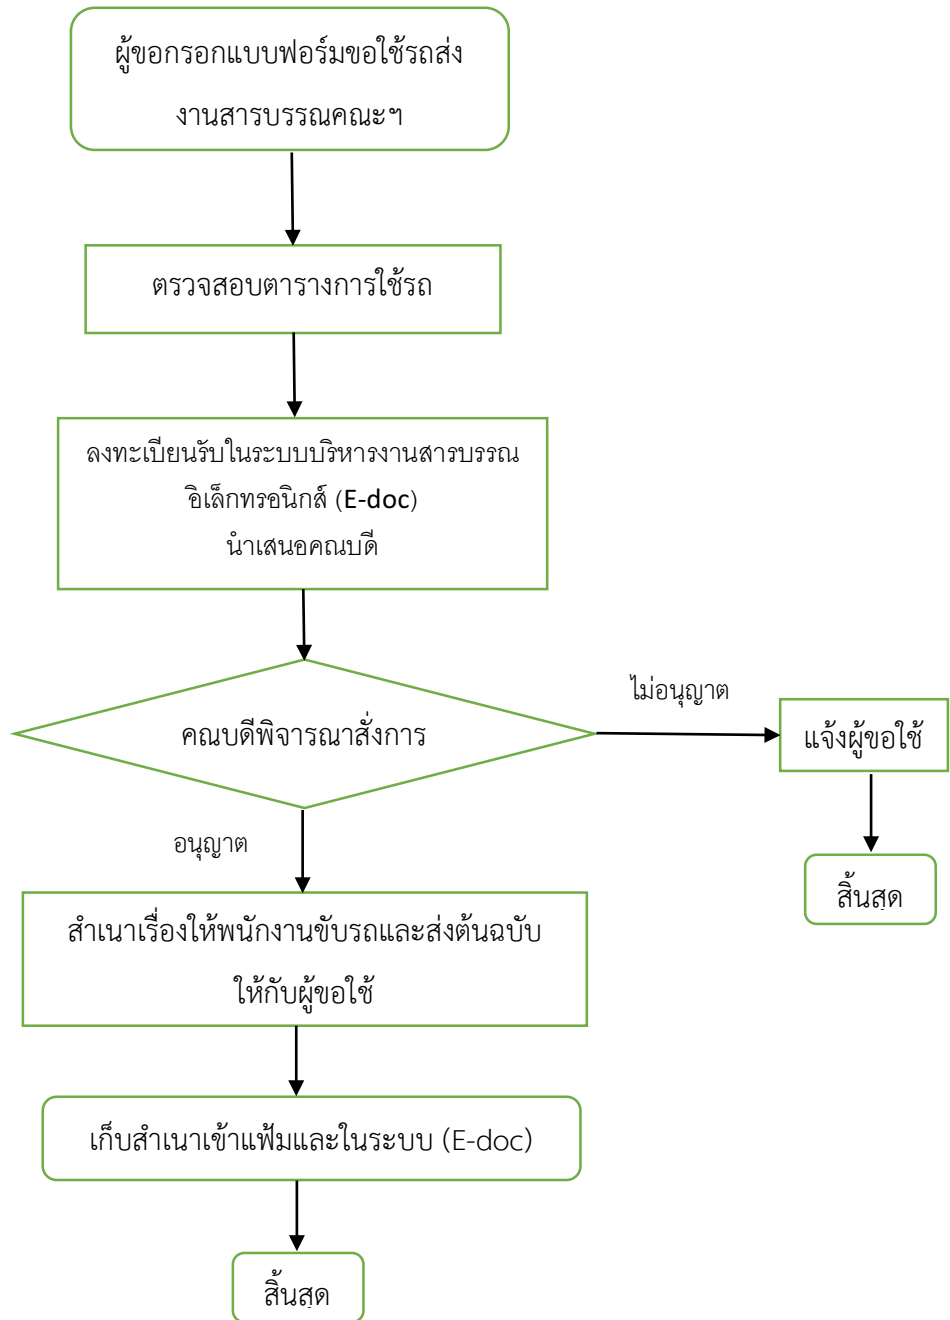 ผู้ขอกรอกแบบฟอร์มขอใช้รถส่ง
งานสารบรรณคณะฯ
ตรวจสอบตารางการใช้รถ
ลงทะเบียนรับในระบบบริหารงานสารบรรณ
อิเล็กทรอนิกส์ (E-doc)
นำเสนอคณบดี
คณบดีพิจารณาสั่งการ
ไม่อนุญาต
แจ้งผู้ขอใช้
สิ้นสุด
อนุญาต
สำเนาเรื่องให้พนักงานขับรถและส่งต้นฉบับ
ให้กับผู้ขอใช้
เก็บสำเนาเข้าแฟ้มและในระบบ (E-doc)
สิ้นสุด